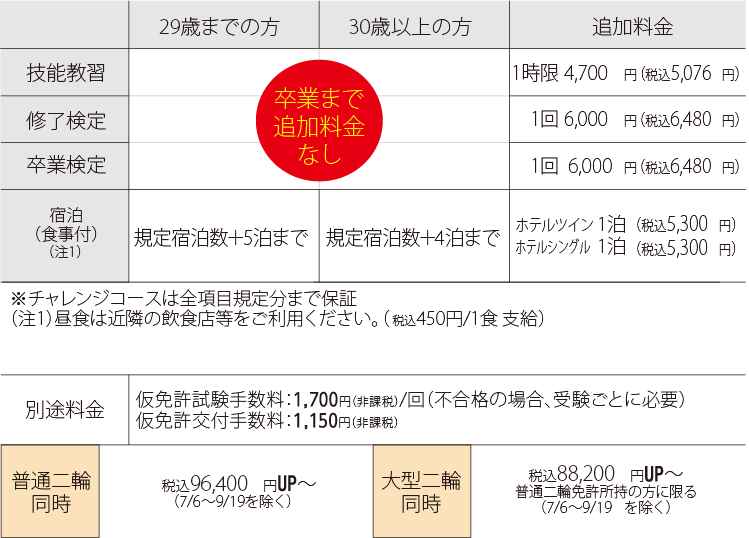 29歳までの方 30歳以上の方 追加料金
技能教習 1時限 4,700 円(税込5,076 円)
修了検定 1回 6,000 円(税込6,480 円)
卒業検定 1回 6,000 円(税込6,480 円)
卒業まで
追加料金
なし
宿泊
(食事付)
(注1)
規定宿泊数+5泊まで 規定宿泊数+4泊まで
ホテルツイン 1泊 (税込5,300 円)
ホテルシングル 1泊 (税込5,300 円)
※チャレンジコースは全項目規定分まで保証
(注1)昼食は近隣の飲食店等をご利用ください。(税込450円/1食 支給)
別途料金
仮免許試験手数料:1,700円(非課税)/回(不合格の場合、受験ごとに必要)
仮免許交付手数料:1,150円(非課税)
普通二輪
同時
税込96,400 円UP〜
(7/6〜9/19を除く)
大型二輪
同時
税込88,200 円UP〜
普通二輪免許所持の方に限る
(7/6〜9/19 を除く)